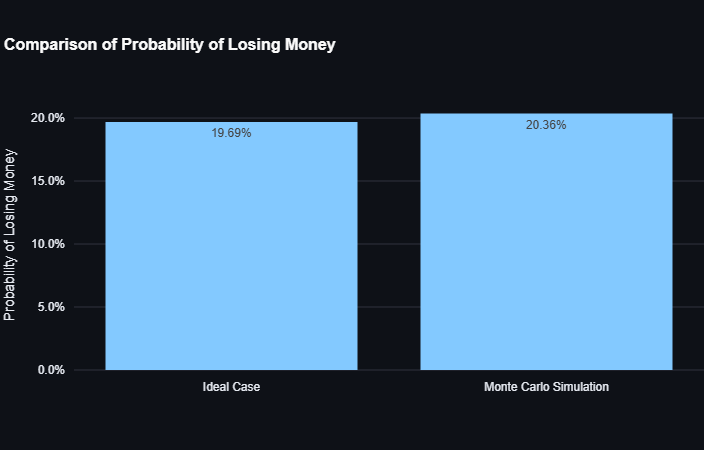 Comparison of Probability of Losing Money
Probability of Losing Money
20.0%
15.0%
10.0%
5.0%
0.0%
19.69%
20.36%
Ideal Case
Monte Carlo Simulation